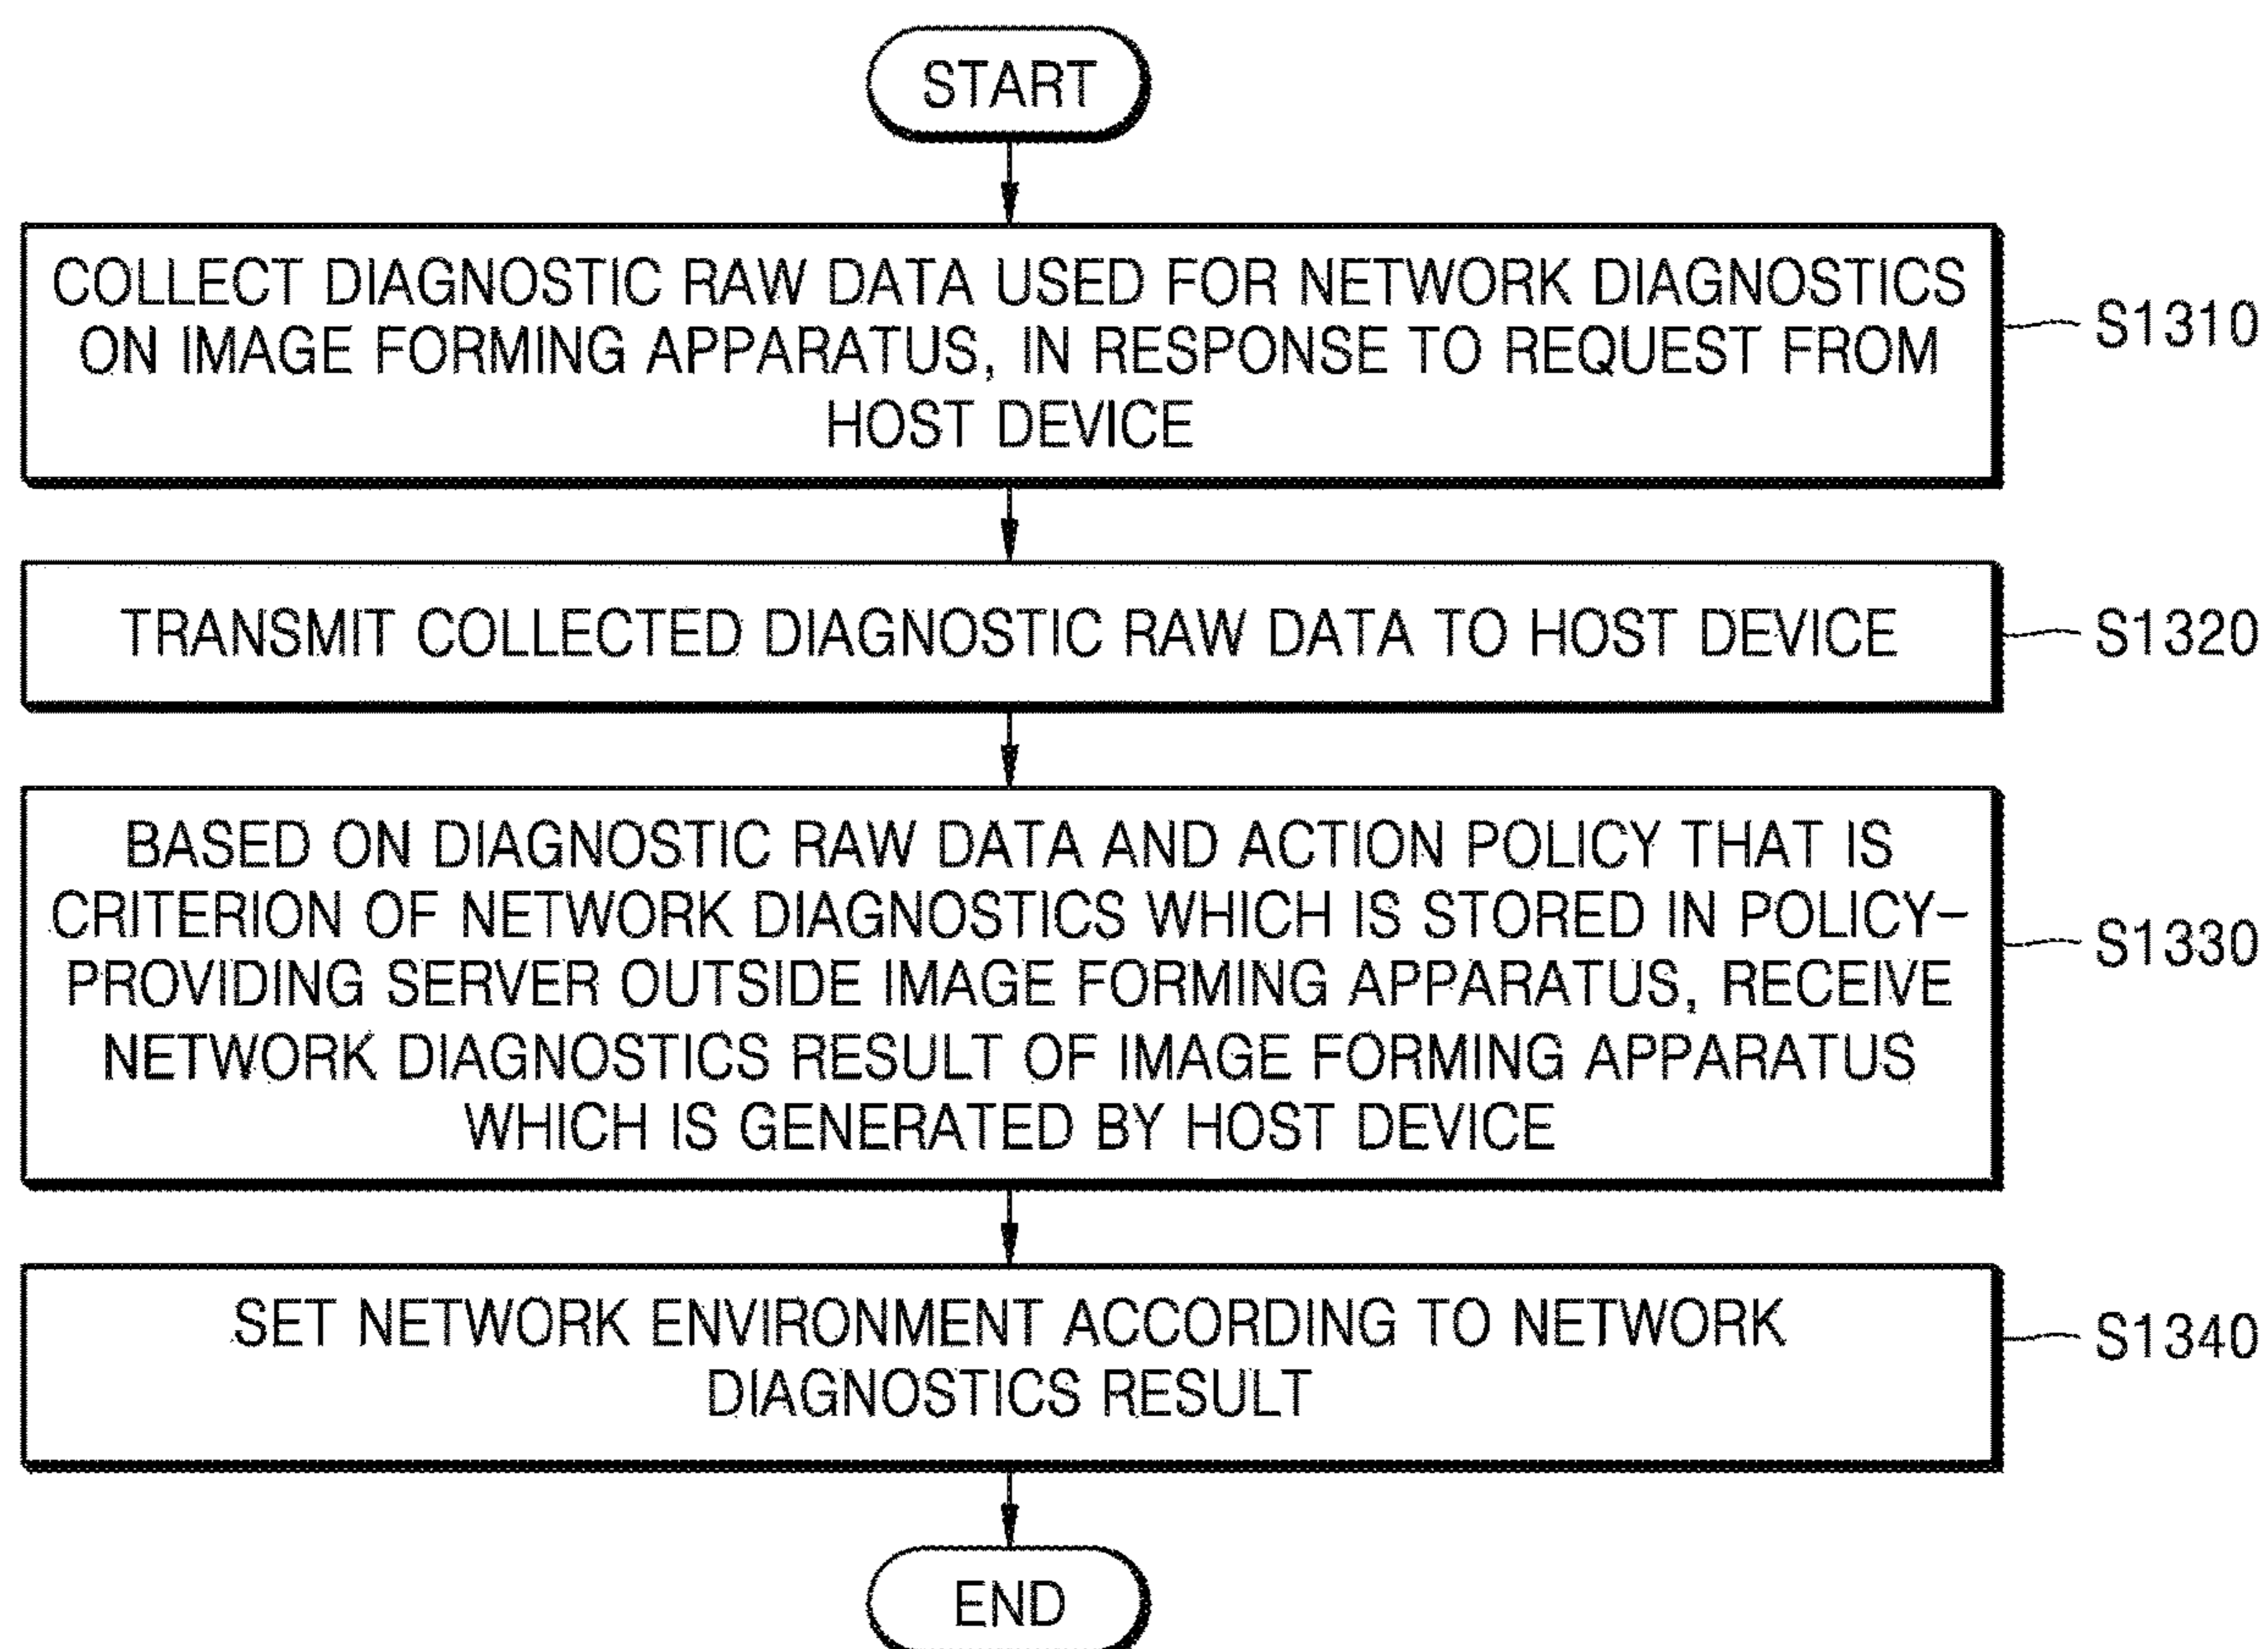 START
COLLECT DIAGNOSTIC RAW DATA USED FOR NETWORK DIAGNOSTICS
ON IMAGE FORMING APPARATUS, IN RESPONSE TO REQUEST FROM
HOST DEVICE
S1310
TRANSMIT COLLECTED DIAGNOSTIC RAW DATA TO HOST DEVICE
S1320
BASED ON DIAGNOSTIC RAW DATA AND ACTION POLICY THAT IS
CRITERION OF NETWORK DIAGNOSTICS WHICH IS STORED IN POLICY-
PROVIDING SERVER OUTSIDE IMAGE FORMING APPARATUS, RECEIVE
NETWORK DIAGNOSTICS RESULT OF IMAGE FORMING APPARATUS
WHICH IS GENERATED BY HOST DEVICE
S1330
SET NETWORK ENVIRONMENT ACCORDING TO NETWORK
DIAGNOSTICS RESULT
S1340
END